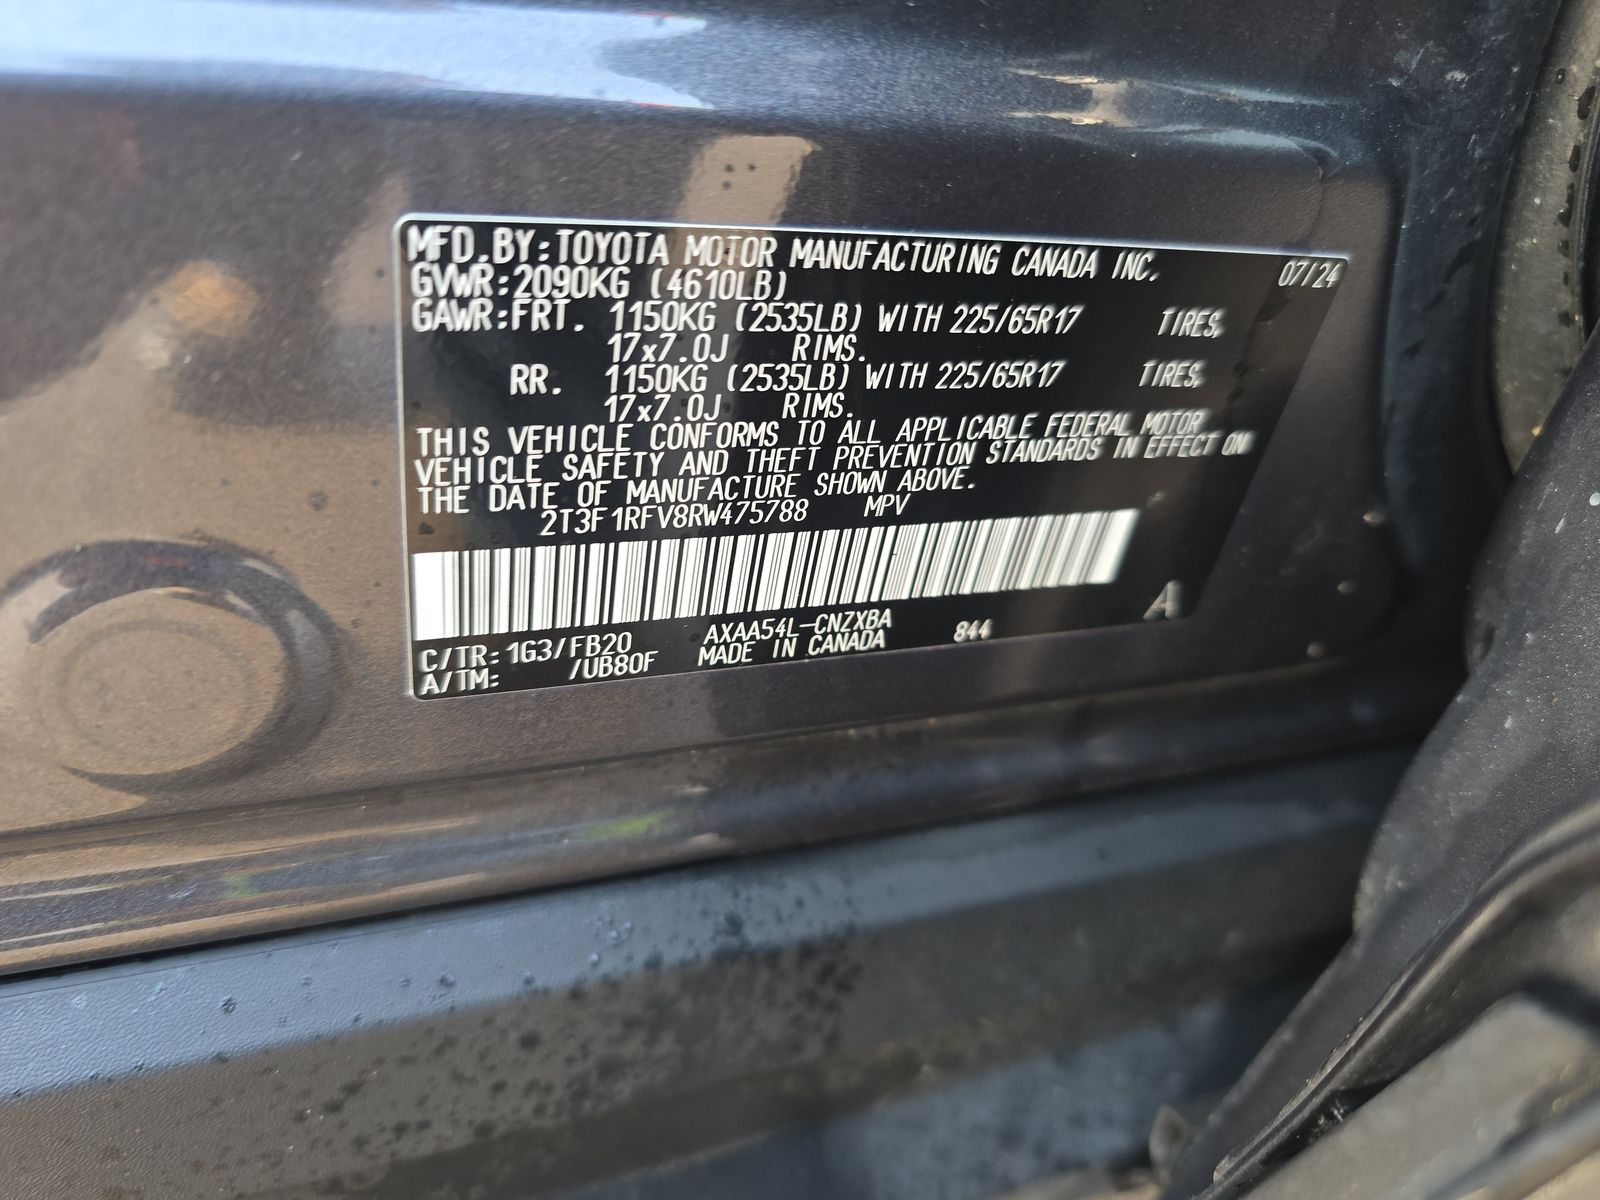 MFD.BY:TOYOTA MOTOR MANUFACTURING CANADA INC. 07/24
GVWR:2090KG (4610LB)
GAWR:FRT. 1150KG (2535LB) WITH 225/65R17 TIRES,
17x7.0J RIMS.
RR. 1150KG (2535LB) WITH 225/65R17 TIRES,
17x7.0J RIMS.
THIS VEHICLE CONFORMS TO ALL APPLICABLE FEDERAL MOTOR
VEHICLE SAFETY AND THEFT PREVENTION STANDARDS IN EFFECT ON
THE DATE OF MANUFACTURE SHOWN ABOVE.
2T3F1RFV8RW475788 MPV
A
C/TR:1G3/FB20 AXAA54L-CNZXBA 844
A/TM: /UB80F MADE IN CANADA